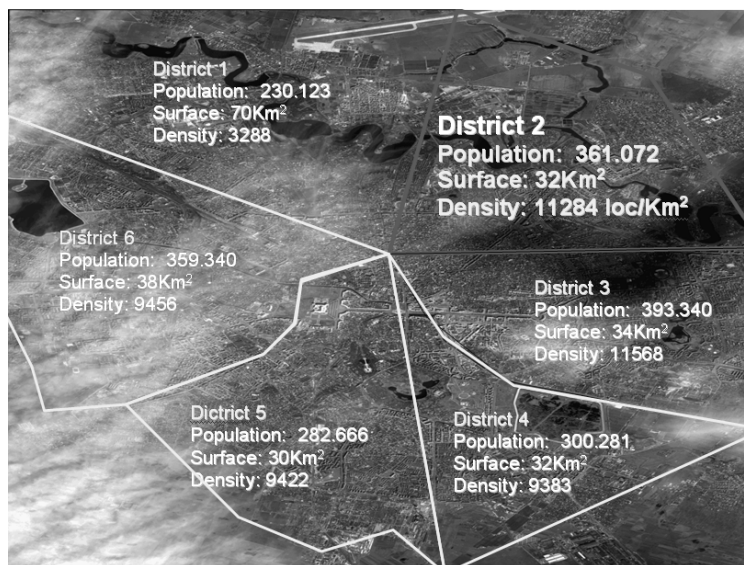 District 1
Population: 230.123
Surface: 70Km²
Density: 3288
District 2
Population: 361.072
Surface: 32Km²
Density: 11284 loc/Km²
District 6
Population: 359.340
Surface: 38Km²
Density: 9456
District 3
Population: 393.340
Surface: 34Km²
Density: 11568
Dictrict 5
Population: 282.666
Surface: 30Km²
Density: 9422
District 4
Population: 300.281
Surface: 32Km²
Density: 9383